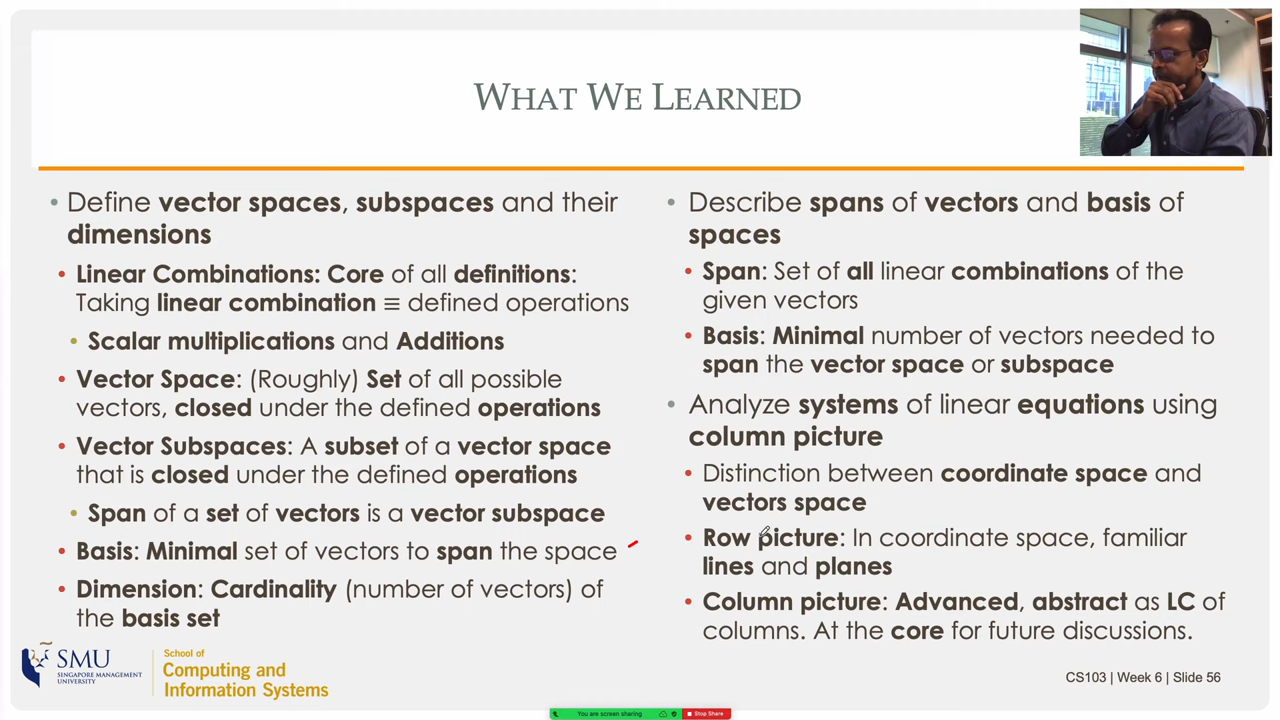 WHAT WE LEARNED
• Define vector spaces, subspaces and their
dimensions
• Linear Combinations: Core of all definitions:
Taking linear combination ≡ defined operations
• Scalar multiplications and Additions
• Vector Space: (Roughly) Set of all possible
vectors, closed under the defined operations
• Vector Subspaces: A subset of a vector space
that is closed under the defined operations
• Span of a set of vectors is a vector subspace
• Basis: Minimal set of vectors to span the space
• Dimension: Cardinality (number of vectors) of
the basis set
• Describe spans of vectors and basis of
spaces
• Span: Set of all linear combinations of the
given vectors
• Basis: Minimal number of vectors needed to
span the vector space or subspace
• Analyze systems of linear equations using
column picture
• Distinction between coordinate space and
vectors space
• Row picture: In coordinate space, familiar
lines and planes
• Column picture: Advanced, abstract as LC of
columns. At the core for future discussions.
SMU
SINGAPORE MANAGEMENT
UNIVERSITY
School of
Computing and
Information Systems
CS103 | Week 6 | Slide 56
You are screen sharing
Stop Share